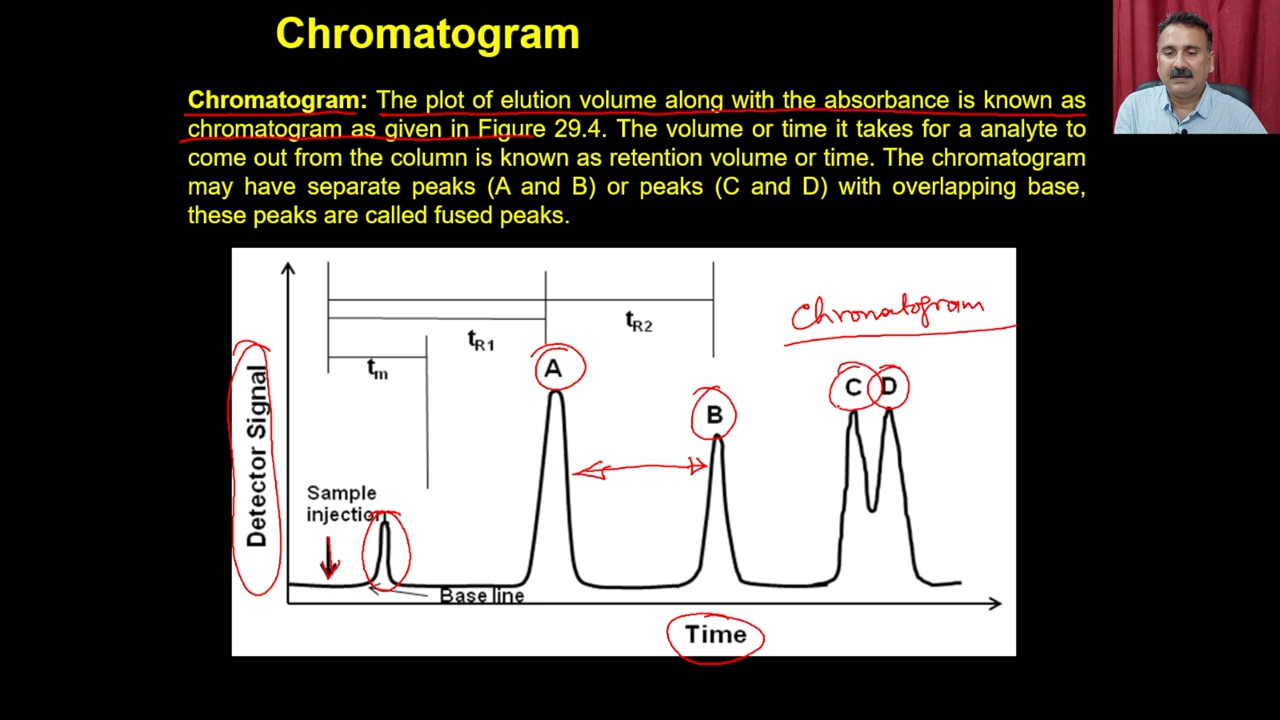 Chromatogram
Chromatogram: The plot of elution volume along with the absorbance is known as
chromatogram as given in Figure 29.4. The volume or time it takes for a analyte to
come out from the column is known as retention volume or time. The chromatogram
may have separate peaks (A and B) or peaks (C and D) with overlapping base,
these peaks are called fused peaks.
Chromatogram
tR2
tR1
tm
A
C D
B
Detector Signal
Sample
injection
Base line
Time